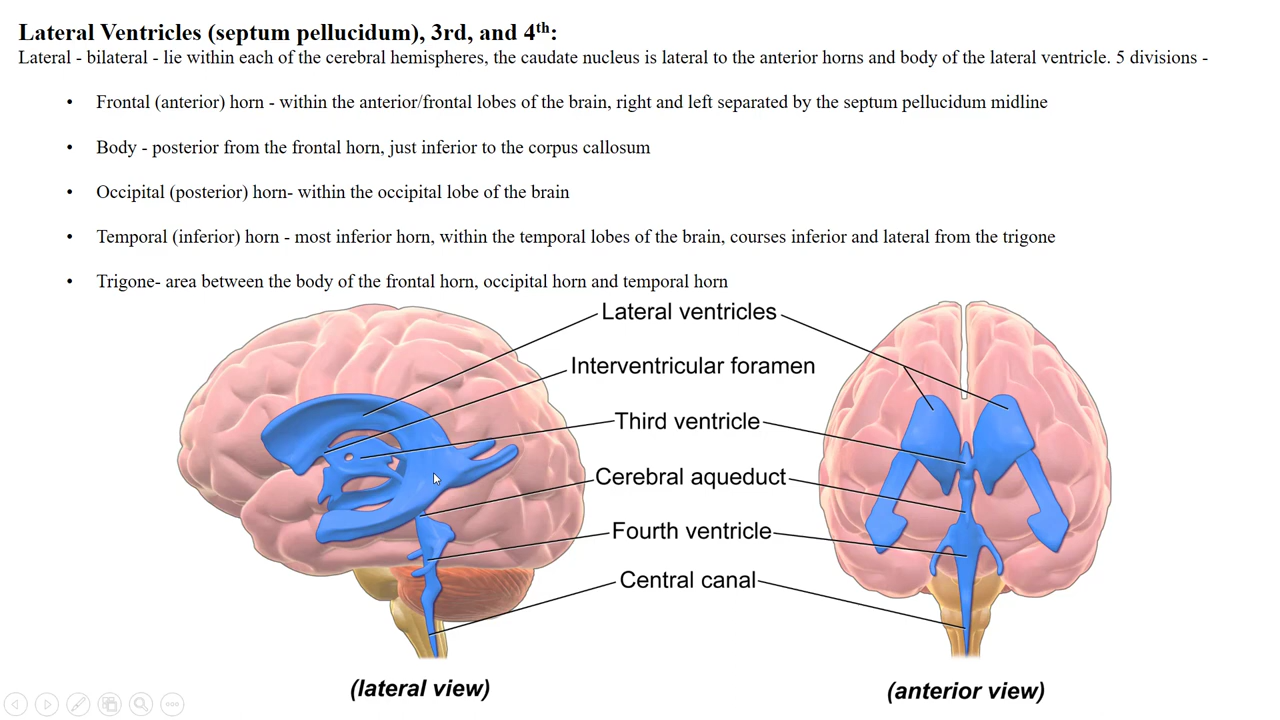 Lateral Ventricles (septum pellucidum), 3rd, and 4th:
Lateral - bilateral - lie within each of the cerebral hemispheres, the caudate nucleus is lateral to the anterior horns and body of the lateral ventricle. 5 divisions -
• Frontal (anterior) horn - within the anterior/frontal lobes of the brain, right and left separated by the septum pellucidum midline
• Body - posterior from the frontal horn, just inferior to the corpus callosum
• Occipital (posterior) horn- within the occipital lobe of the brain
• Temporal (inferior) horn - most inferior horn, within the temporal lobes of the brain, courses inferior and lateral from the trigone
• Trigone- area between the body of the frontal horn, occipital horn and temporal horn
Lateral ventricles
Interventricular foramen
Third ventricle
Cerebral aqueduct
Fourth ventricle
Central canal
(lateral view)
(anterior view)